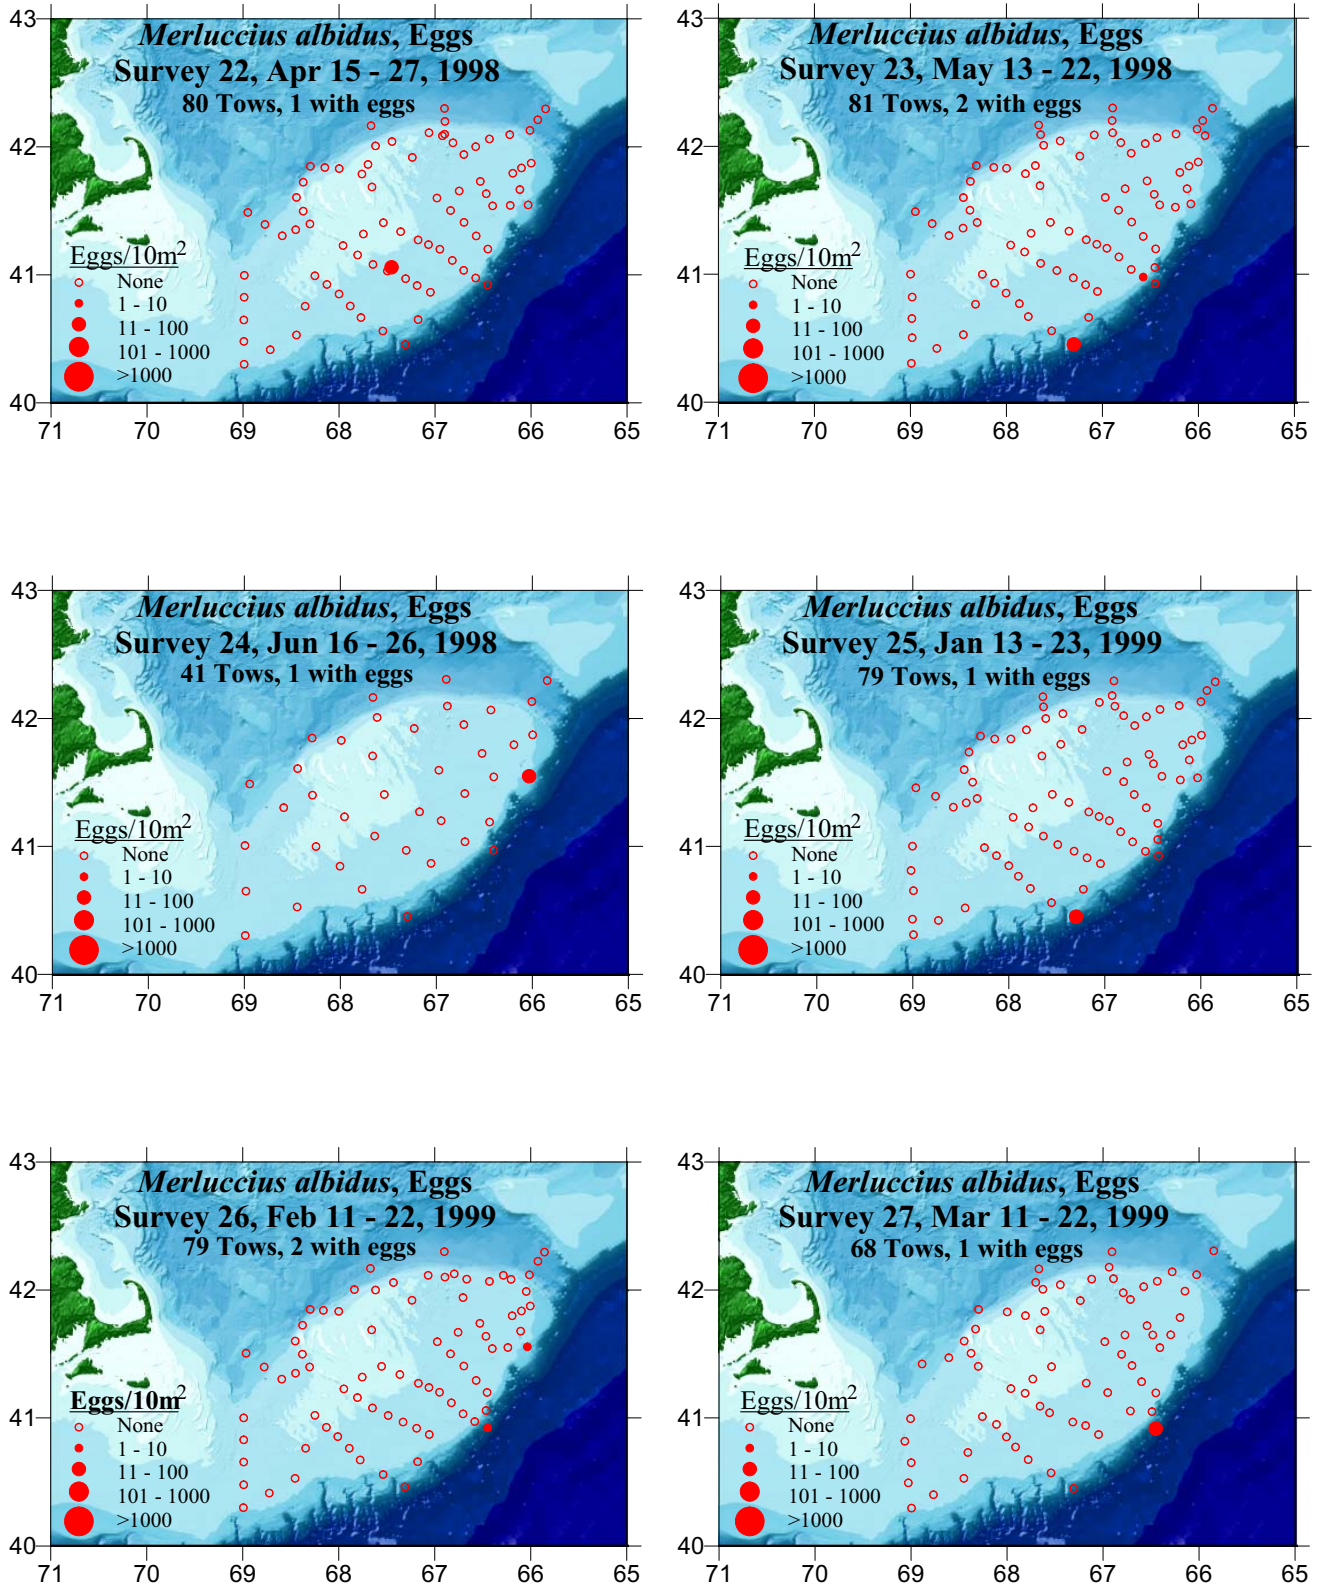 Merluccius albidus, Eggs
Survey 22, Apr 15 - 27, 1998
80 Tows, 1 with eggs
43
42
41
40
Eggs/10m2
None
1 - 10
11 - 100
101 - 1000
>1000
71 70 69 68 67 66 65
Merluccius albidus, Eggs
Survey 23, May 13 - 22, 1998
81 Tows, 2 with eggs
43
42
41
40
Eggs/10m2
None
1 - 10
11 - 100
101 - 1000
>1000
71 70 69 68 67 66 65
Merluccius albidus, Eggs
Survey 24, Jun 16 - 26, 1998
41 Tows, 1 with eggs
43
42
41
40
Eggs/10m2
None
1 - 10
11 - 100
101 - 1000
>1000
71 70 69 68 67 66 65
Merluccius albidus, Eggs
Survey 25, Jan 13 - 23, 1999
79 Tows, 1 with eggs
43
42
41
40
Eggs/10m2
None
1 - 10
11 - 100
101 - 1000
>1000
71 70 69 68 67 66 65
Merluccius albidus, Eggs
Survey 26, Feb 11 - 22, 1999
79 Tows, 2 with eggs
43
42
41
40
Eggs/10m2
None
1 - 10
11 - 100
101 - 1000
>1000
71 70 69 68 67 66 65
Merluccius albidus, Eggs
Survey 27, Mar 11 - 22, 1999
68 Tows, 1 with eggs
43
42
41
40
Eggs/10m2
None
1 - 10
11 - 100
101 - 1000
>1000
71 70 69 68 67 66 65